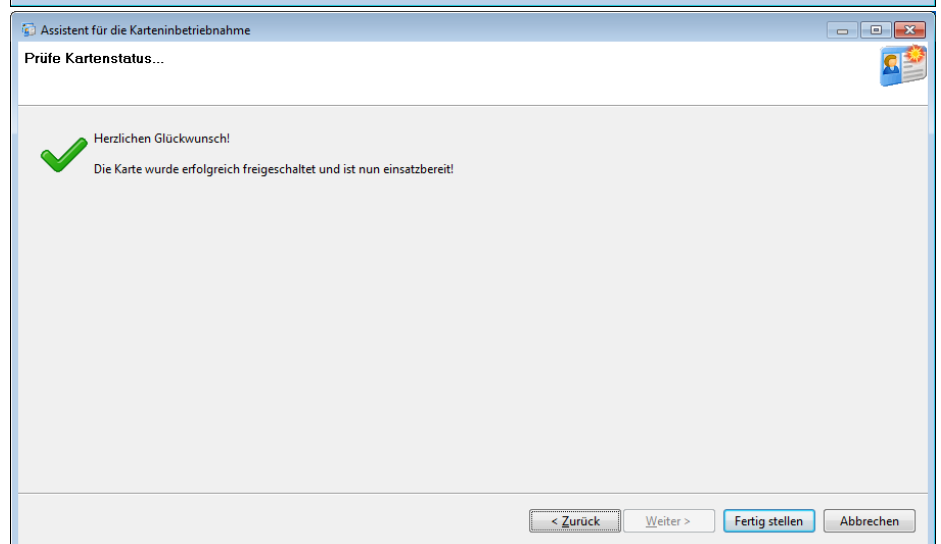 Assistent für die Karteninbetriebnahme
Prüfe Kartenstatus...
Herzlichen Glückwunsch!
Die Karte wurde erfolgreich freigeschaltet und ist nun einsatzbereit!
< Zurück Weiter > Fertig stellen Abbrechen